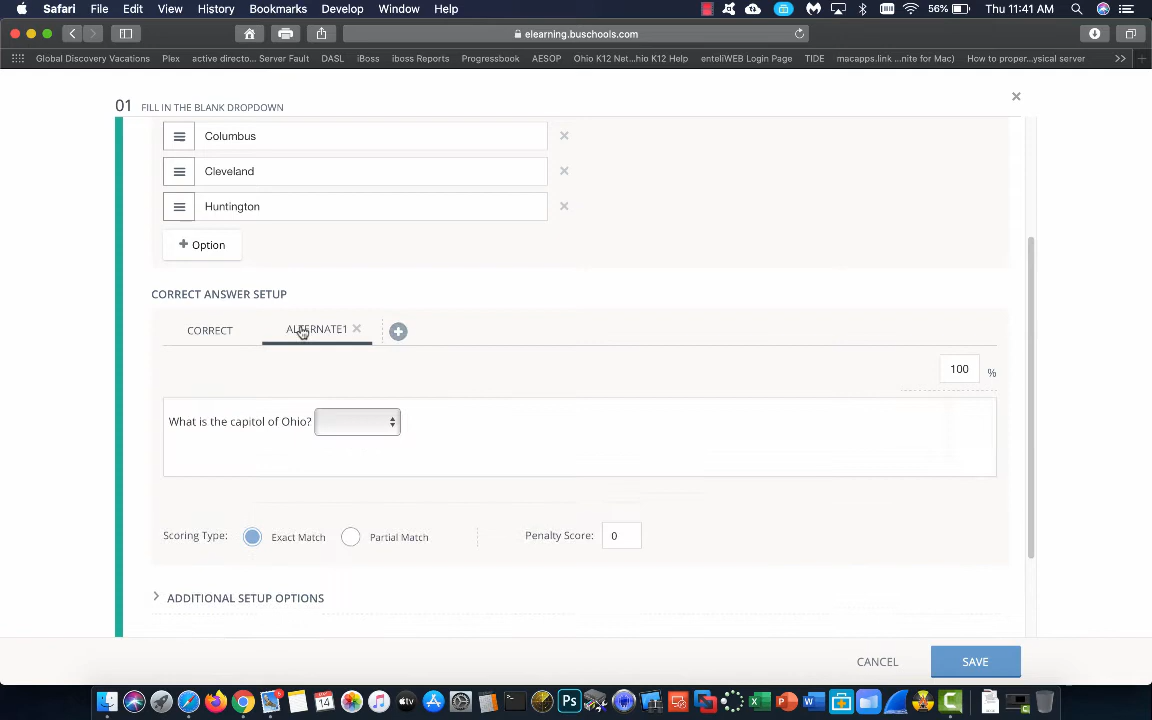 Safari File Edit View History Bookmarks Develop Window Help 56% Thu 11:41 AM
elearning.buschools.com
Global Discovery Vacations Plex active directo... Server Fault DASL iBoss iboss Reports Progressbook AESOP Ohio K12 Net...hio K12 Help enteliWEB Login Page TIDE macapps.link ...nite for Mac) How to proper...ysical server >>
01 FILL IN THE BLANK DROPDOWN
Columbus
Cleveland
Huntington
+ Option
CORRECT ANSWER SETUP
CORRECT ALTERNATE1
100 %
What is the capitol of Ohio?
Scoring Type: Exact Match Partial Match Penalty Score: 0
ADDITIONAL SETUP OPTIONS
CANCEL SAVE